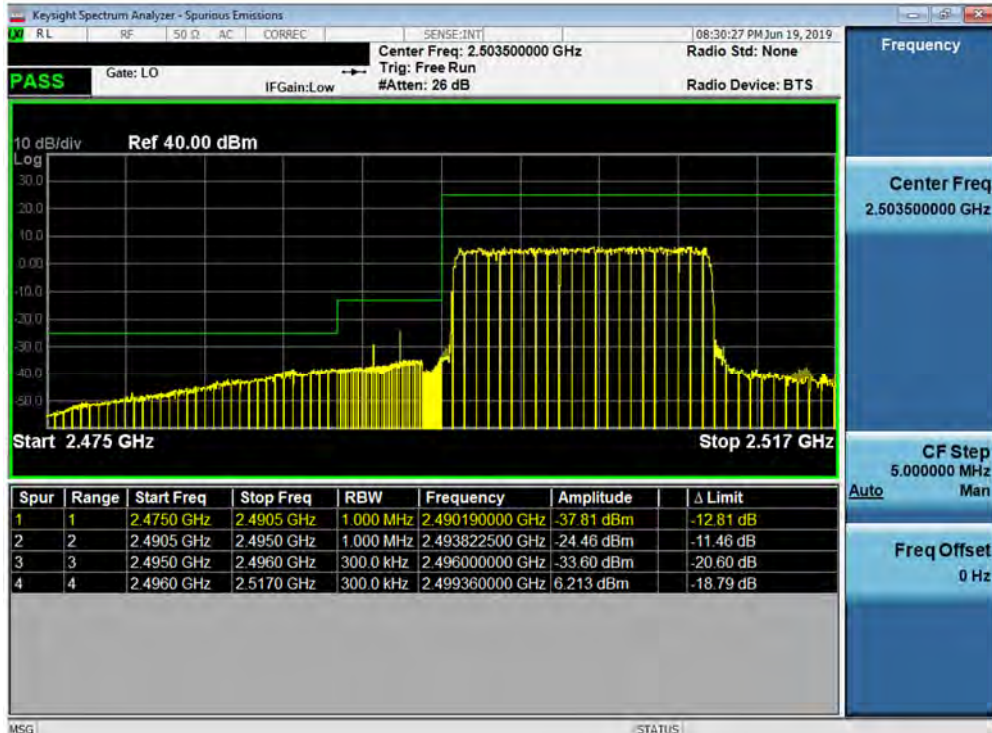 Keysight Spectrum Analyzer - Spurious Emissions
LXI RL RF 50 Ω AC CORREC SENSE:INT 08:30:27 PM Jun 19, 2019
Center Freq: 2.503500000 GHz Radio Std: None
Gate: LO Trig: Free Run
PASS IFGain:Low #Atten: 26 dB Radio Device: BTS
10 dB/div Ref 40.00 dBm
Log
30.0
20.0
10.0
0.00
-10.0
-20.0
-30.0
-40.0
-50.0
Start 2.475 GHz Stop 2.517 GHz
Spur Range Start Freq Stop Freq RBW Frequency Amplitude Δ Limit
1 1 2.4750 GHz 2.4905 GHz 1.000 MHz 2.490190000 GHz -37.81 dBm -12.81 dB
2 2 2.4905 GHz 2.4950 GHz 1.000 MHz 2.493822500 GHz -24.46 dBm -11.46 dB
3 3 2.4950 GHz 2.4960 GHz 300.0 kHz 2.496000000 GHz -33.60 dBm -20.60 dB
4 4 2.4960 GHz 2.5170 GHz 300.0 kHz 2.499360000 GHz 6.213 dBm -18.79 dB
Frequency
Center Freq
2.503500000 GHz
CF Step
5.000000 MHz
Auto Man
Freq Offset
0 Hz
MSG STATUS